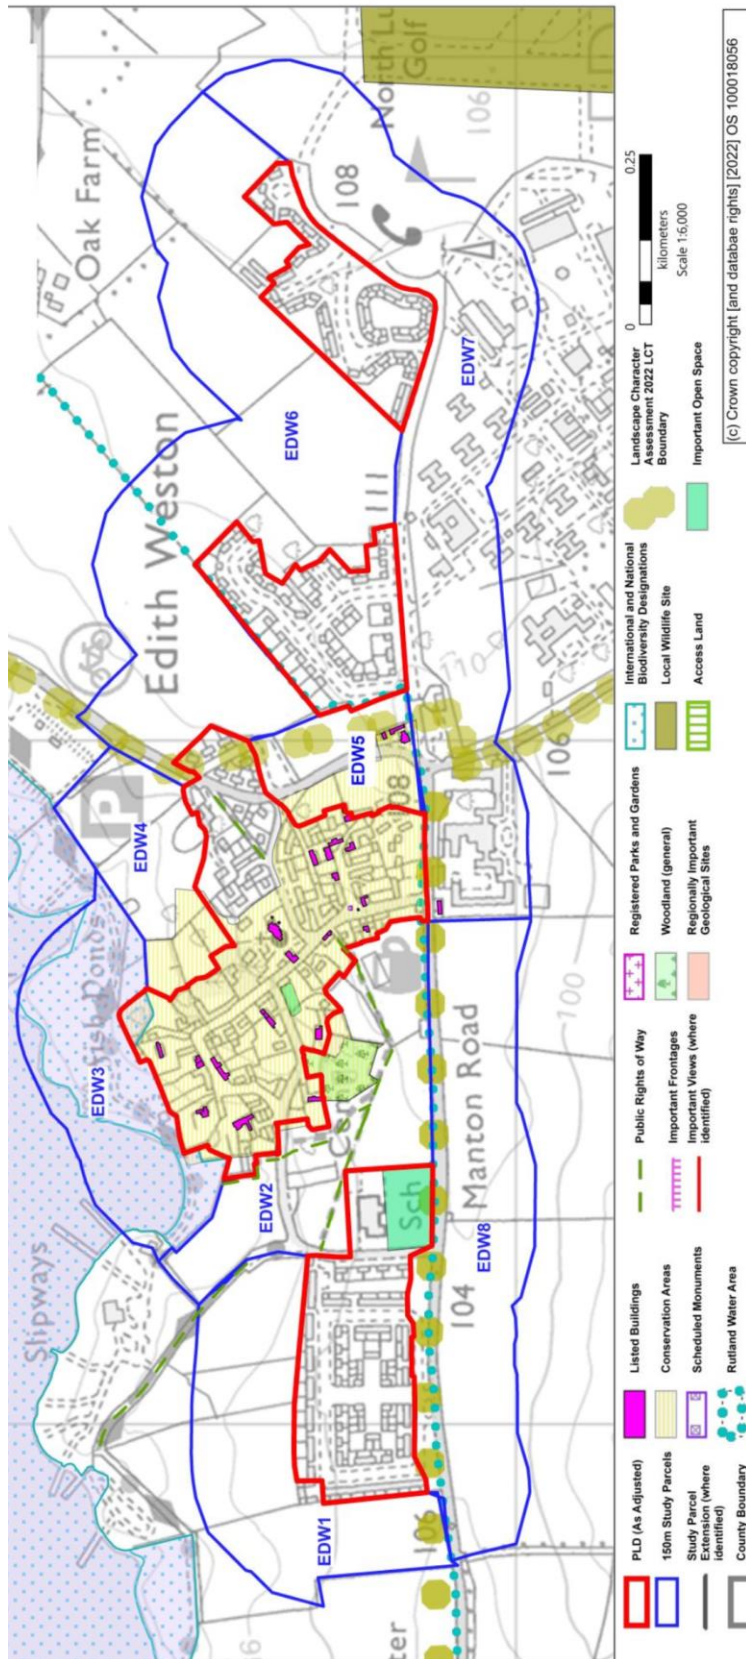 Oak Farm
North Lu
Golf
106
108
EDW7
EDW6
111
Edith Weston
110
106
EDW5
108
EDW4
P
Fish Ponds
100
Manton Road
EDW3
EDW2
Sch
104
EDW8
Slipways
EDW1
106
0
0.25
kilometers
Scale 1:6,000
PLD (As Adjusted)
150m Study Parcels
Study Parcel
Extension (where
identified)
County Boundary
Listed Buildings
Conservation Areas
Scheduled Monuments
Rutland Water Area
Public Rights of Way
Important Frontages
Important Views (where
identified)
Registered Parks and Gardens
Woodland (general)
Regionally Important
Geological Sites
International and National
Biodiversity Designations
Local Wildlife Site
Access Land
Landscape Character
Assessment 2022 LCT
Boundary
Important Open Space
(c) Crown copyright [and databae rights] [2022] OS 100018056